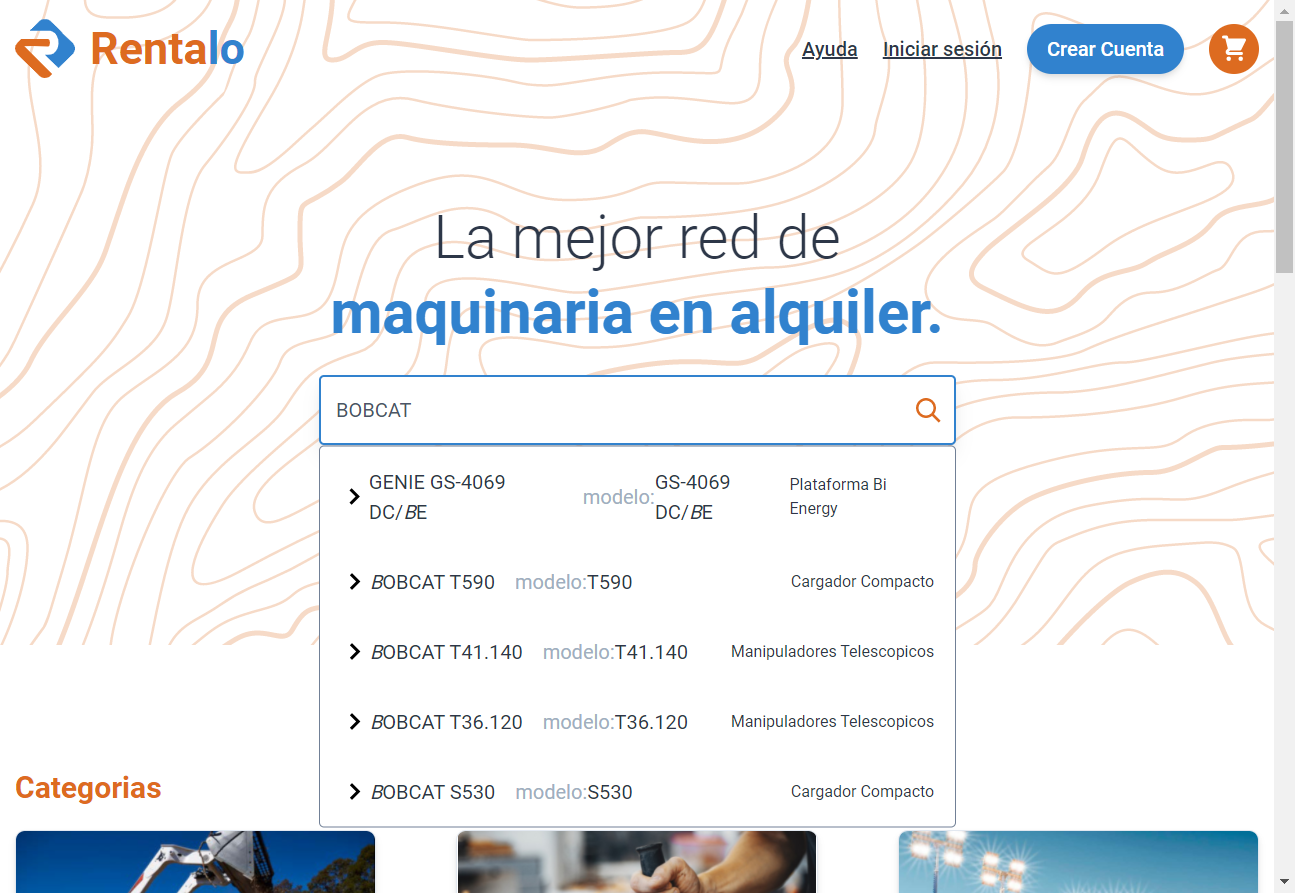 Rentalo
Ayuda
Iniciar sesión
Crear Cuenta
La mejor red de
maquinaria en alquiler.
BOBCAT
GENIE GS-4069
DC/BE
modelo:
GS-4069
DC/BE
Plataforma Bi
Energy
BOBCAT T590 modelo:T590 Cargador Compacto
BOBCAT T41.140 modelo:T41.140 Manipuladores Telescopicos
BOBCAT T36.120 modelo:T36.120 Manipuladores Telescopicos
BOBCAT S530 modelo:S530 Cargador Compacto
Categorias